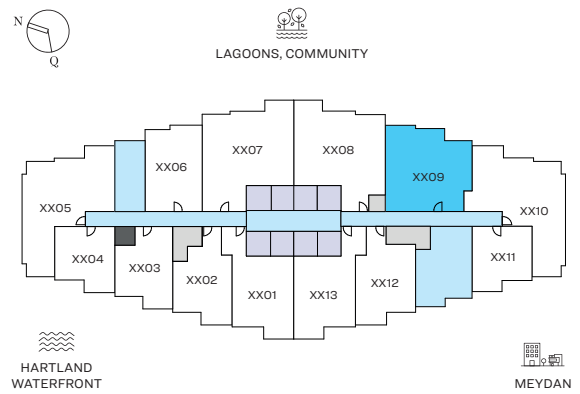 N
Q
LAGOONS, COMMUNITY
XX07
XX08
XX06
XX09
XX05
XX10
XX04
XX03
XX02
XX01
XX13
XX12
XX11
HARTLAND
WATERFRONT
MEYDAN